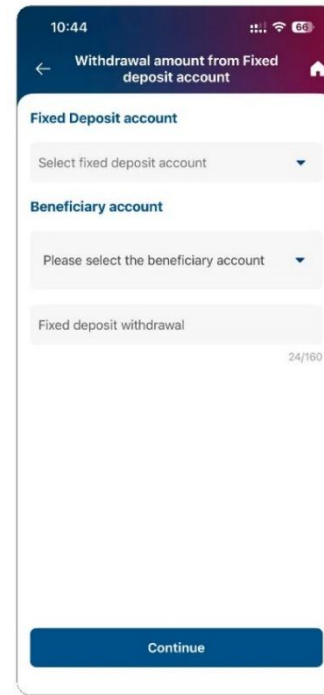 10:44
66
Withdrawal amount from Fixed
deposit account
Fixed Deposit account
Select fixed deposit account
Beneficiary account
Please select the beneficiary account
Fixed deposit withdrawal
24/160
Continue